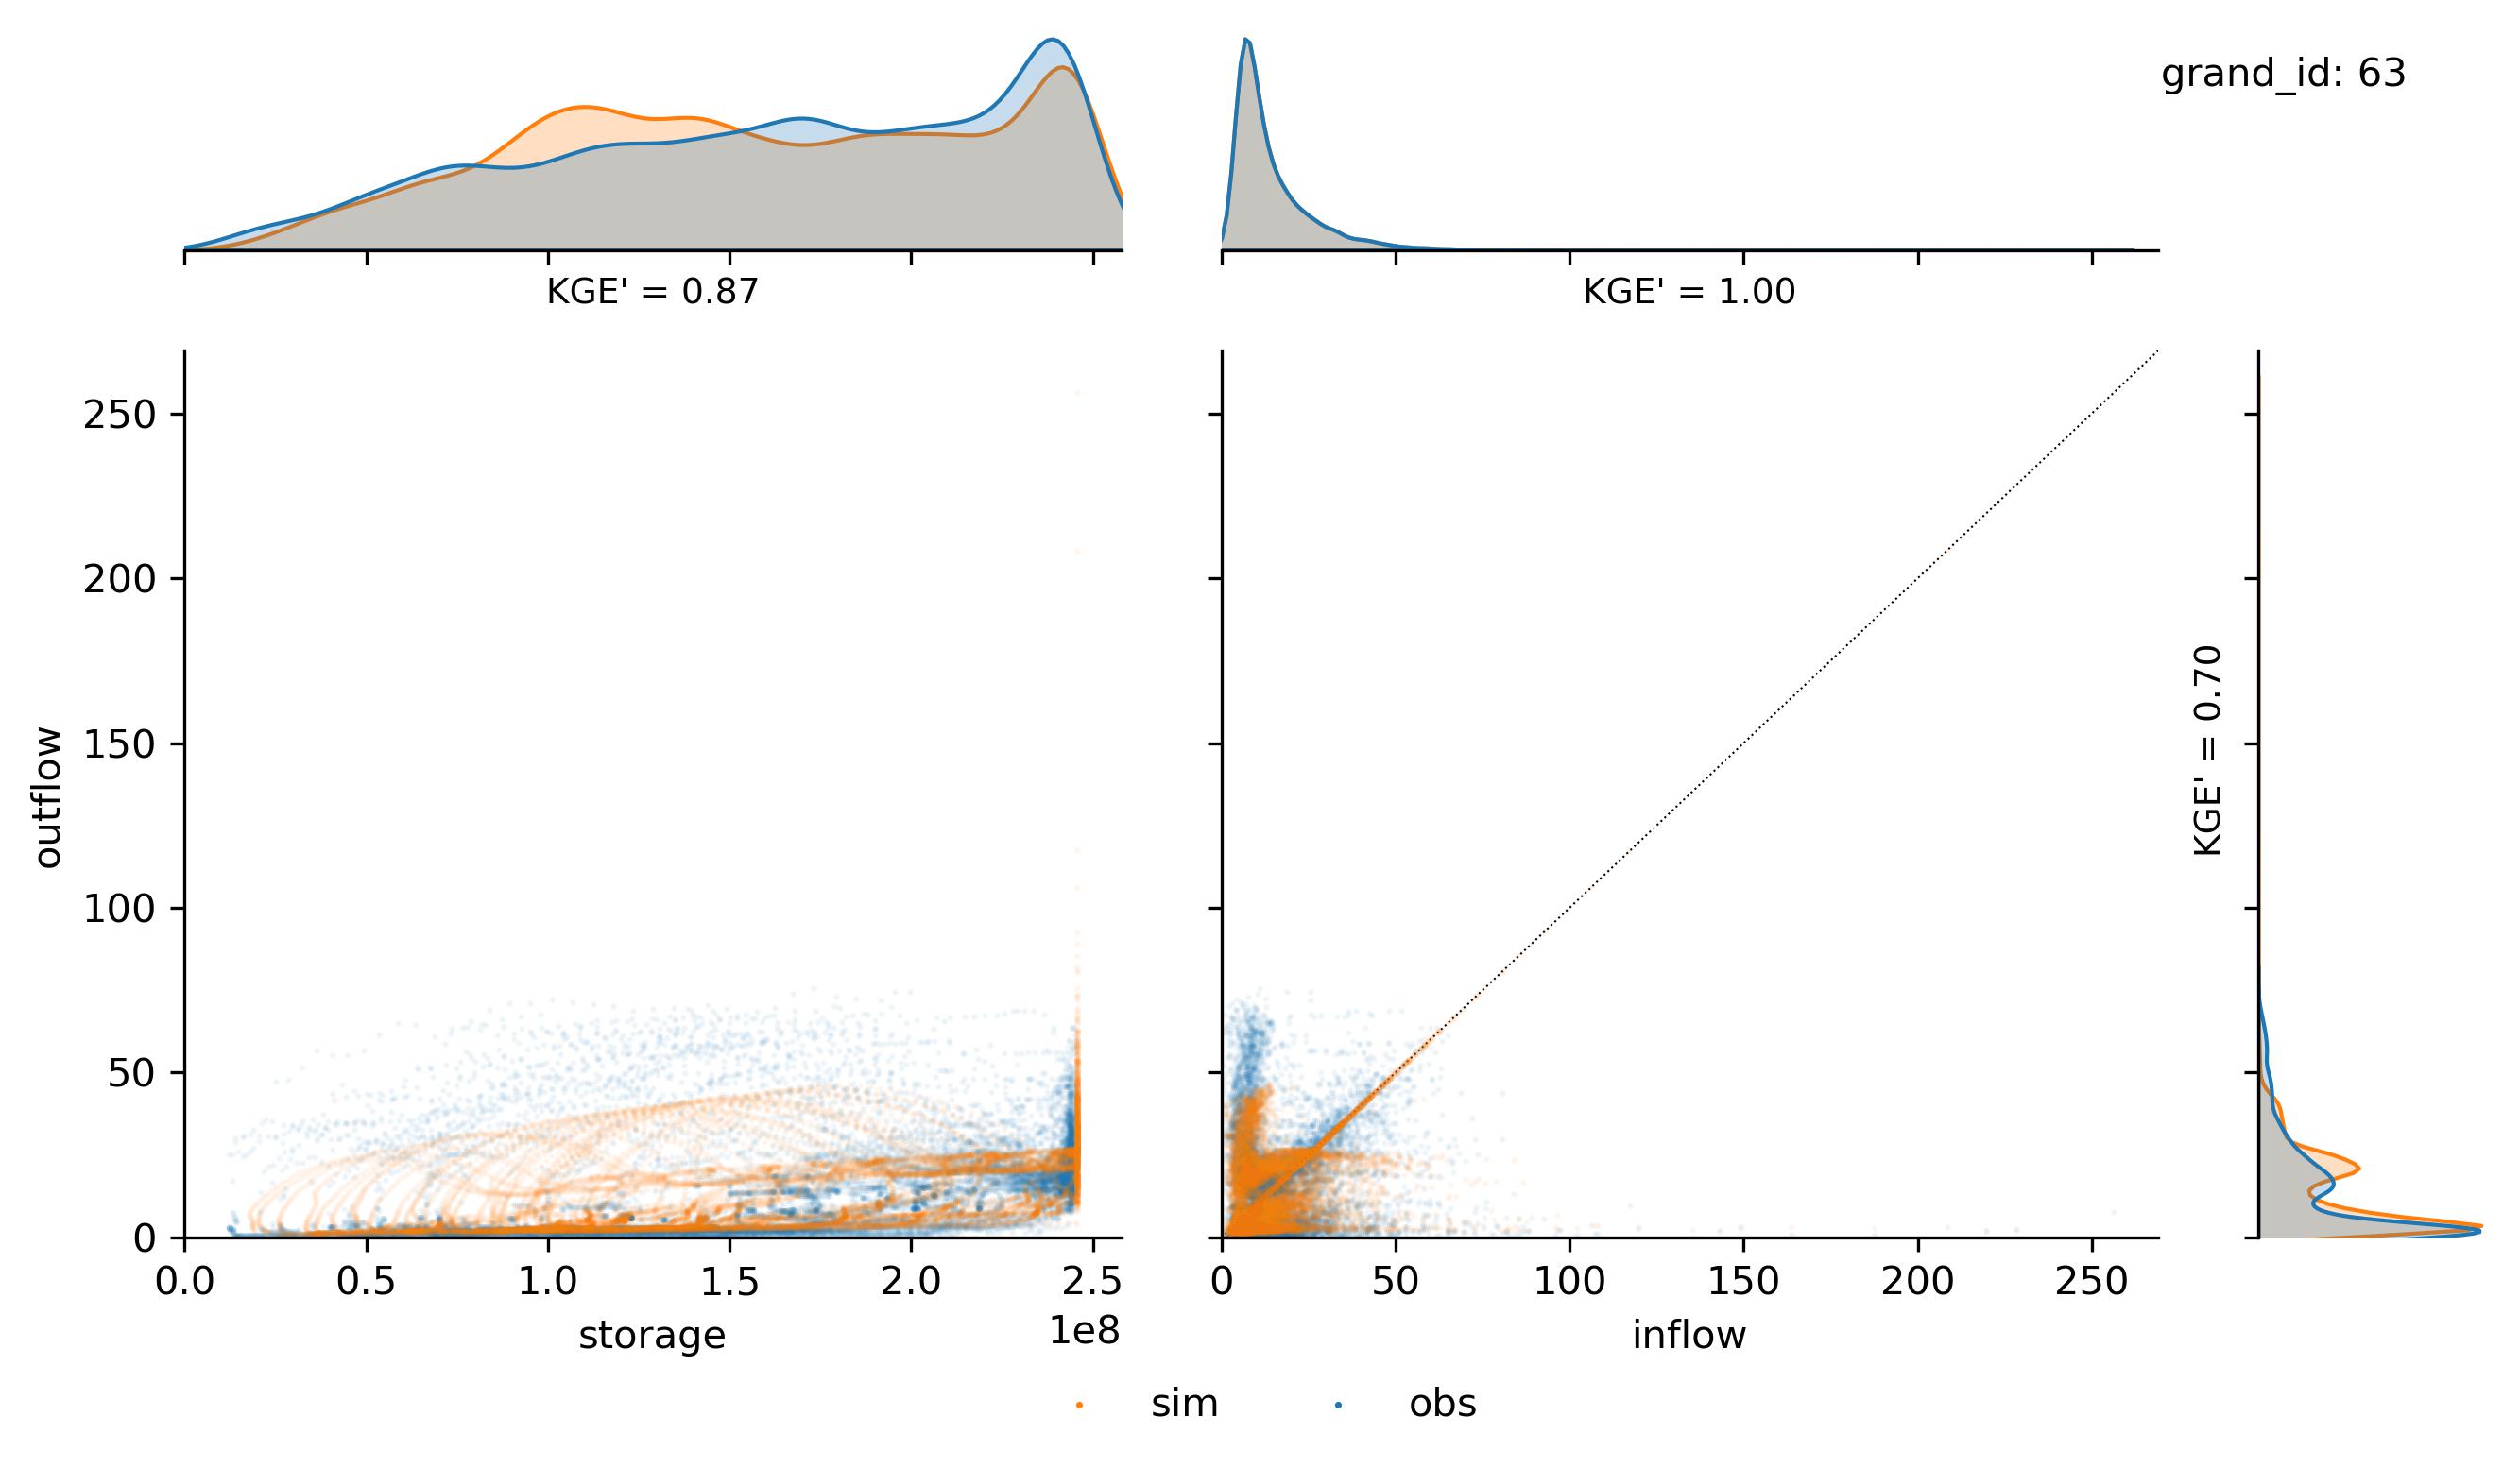 grand_id: 63
KGE' = 0.87
KGE' = 1.00
250
200
150
100
50
0
outflow
KGE' = 0.70
0.0 0.5 1.0 1.5 2.0 2.5
1e8
storage
0 50 100 150 200 250
inflow
sim obs